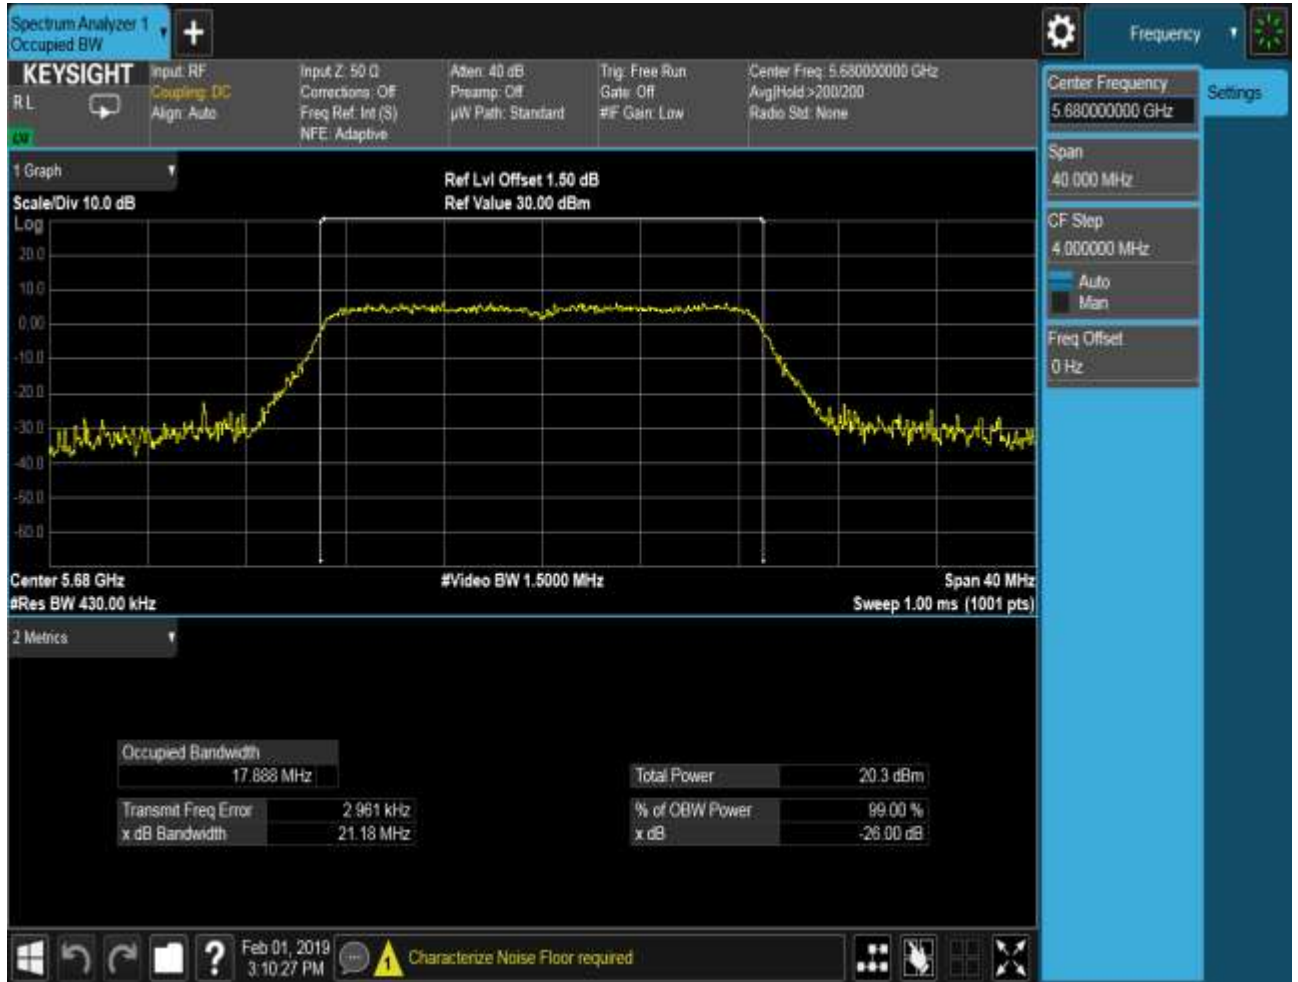 Spectrum Analyzer 1
Occupied BW
+
Frequency
KEYSIGHT
RL
Input: RF
Coupling: DC
Align: Auto
Input Z: 50 Ω
Corrections: Off
Freq Ref: Int (S)
NFE: Adaptive
Atten: 40 dB
Preamp: Off
µW Path: Standard
Trig: Free Run
Gate: Off
#IF Gain: Low
Center Freq: 5.680000000 GHz
Avg|Hold:>200/200
Radio Std: None
Center Frequency
5.680000000 GHz
Settings
Span
40.000 MHz
CF Step
4.000000 MHz
Auto
Man
Freq Offset
0 Hz
1 Graph
Scale/Div 10.0 dB
Ref Lvl Offset 1.50 dB
Ref Value 30.00 dBm
Log
20.0
10.0
0.00
-10.0
-20.0
-30.0
-40.0
-50.0
-60.0
Center 5.68 GHz
#Video BW 1.5000 MHz
Span 40 MHz
#Res BW 430.00 kHz
Sweep 1.00 ms (1001 pts)
2 Metrics
Occupied Bandwidth
17.888 MHz
Total Power 20.3 dBm
Transmit Freq Error 2.961 kHz
% of OBW Power 99.00 %
x dB Bandwidth 21.18 MHz
x dB -26.00 dB
?
Feb 01, 2019
3:10:27 PM
1
Characterize Noise Floor required